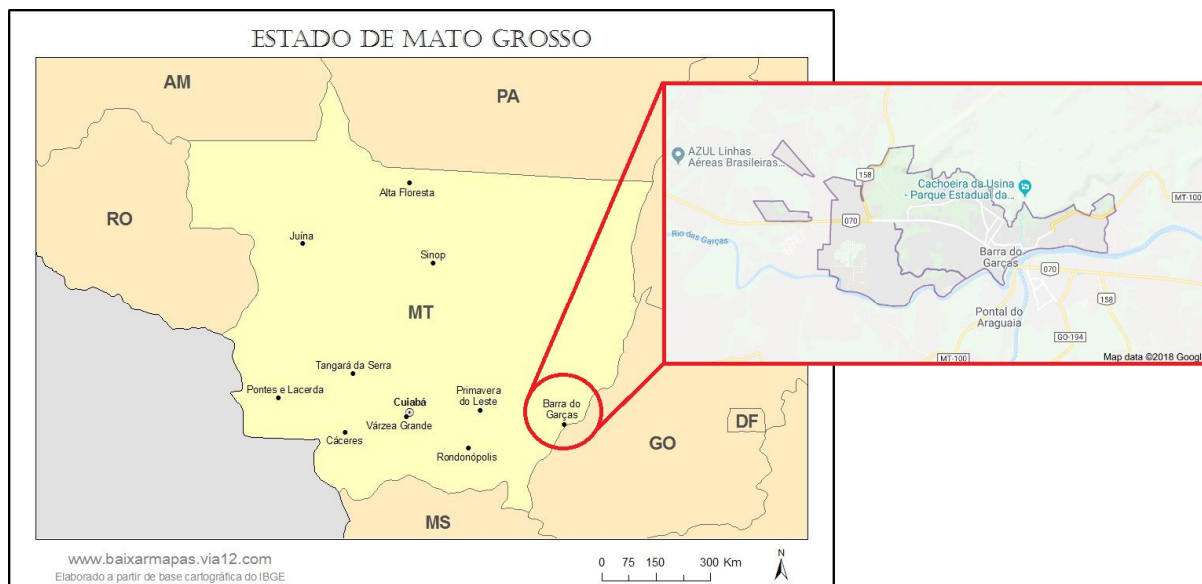 ESTADO DE MATO GROSSO
AM
PA
RO
Alta Floresta
Juína
Sinop
MT
Tangará da Serra
Pontes e Lacerda
Cuiabá
Várzea Grande
Cáceres
Primavera
do Leste
Rondonópolis
Barra do
Garças
GO
DF
MS
www.baixarmapas.via12.com
Elaborado a partir de base cartográfica do IBGE
0 75 150 300 Km
N
AZUL Linhas
Aéreas Brasileiras...
158
Cachoeira da Usina
- Parque Estadual da...
MT-100
070
Rio das Garças
Barra do
Garças
070
158
Pontal do
Araguaia
GO-194
MT-100
Map data ©2018 Google